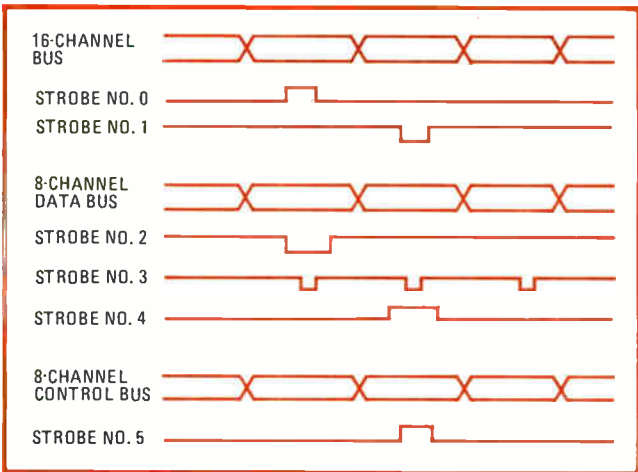 16-CHANNEL
BUS
STROBE NO. 0
STROBE NO. 1
8-CHANNEL
DATA BUS
STROBE NO. 2
STROBE NO. 3
STROBE NO. 4
8-CHANNEL
CONTROL BUS
STROBE NO. 5